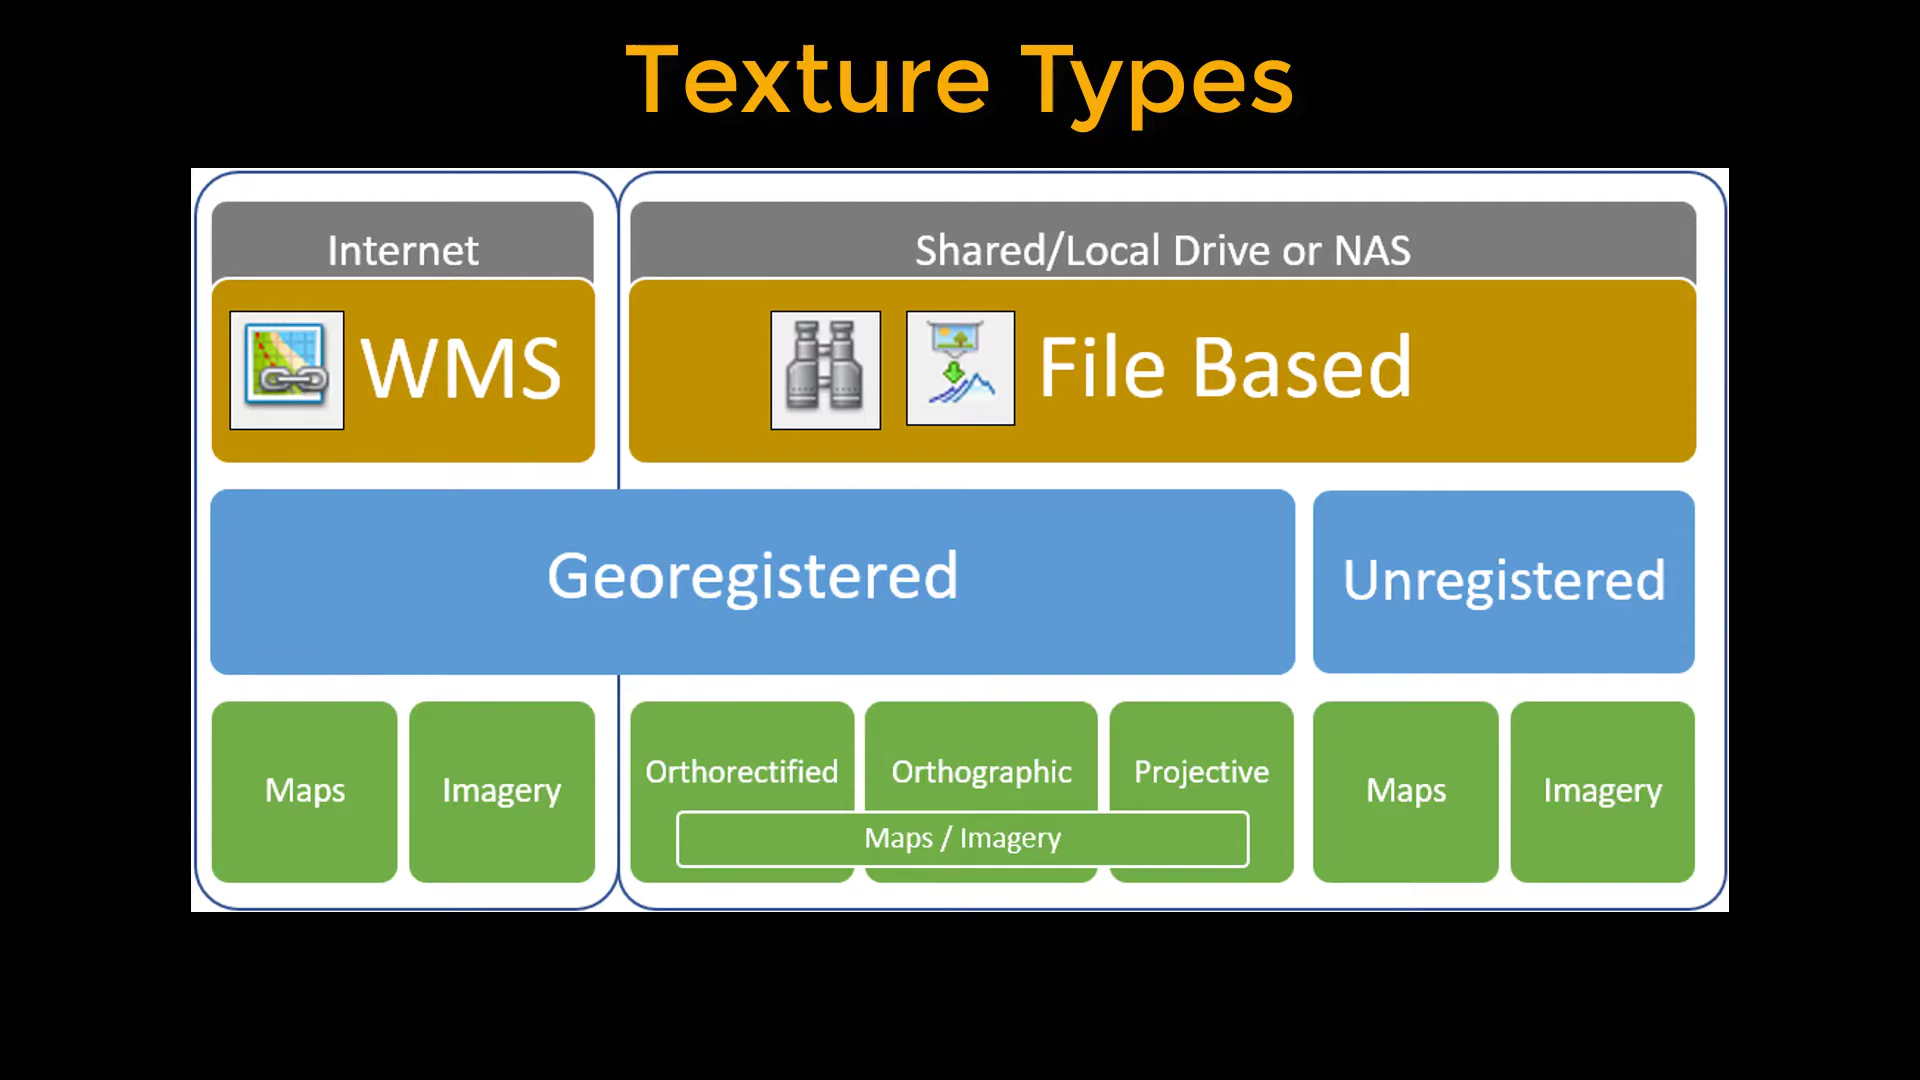 Texture Types
Internet
Shared/Local Drive or NAS
WMS
File Based
Georegistered
Unregistered
Maps
Imagery
Orthorectified
Orthographic
Projective
Maps / Imagery
Maps
Imagery